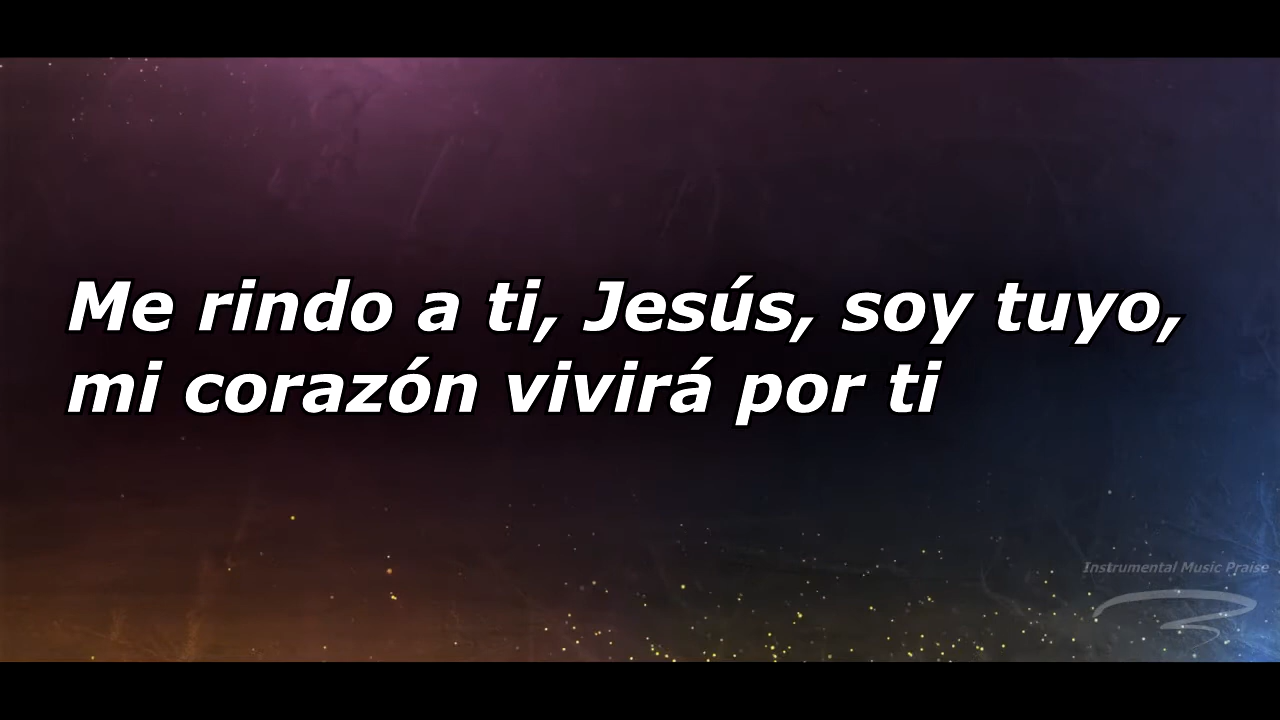 Me rindo a ti, Jesús, soy tuyo,
mi corazón vivirá por ti
Instrumental Music Praise